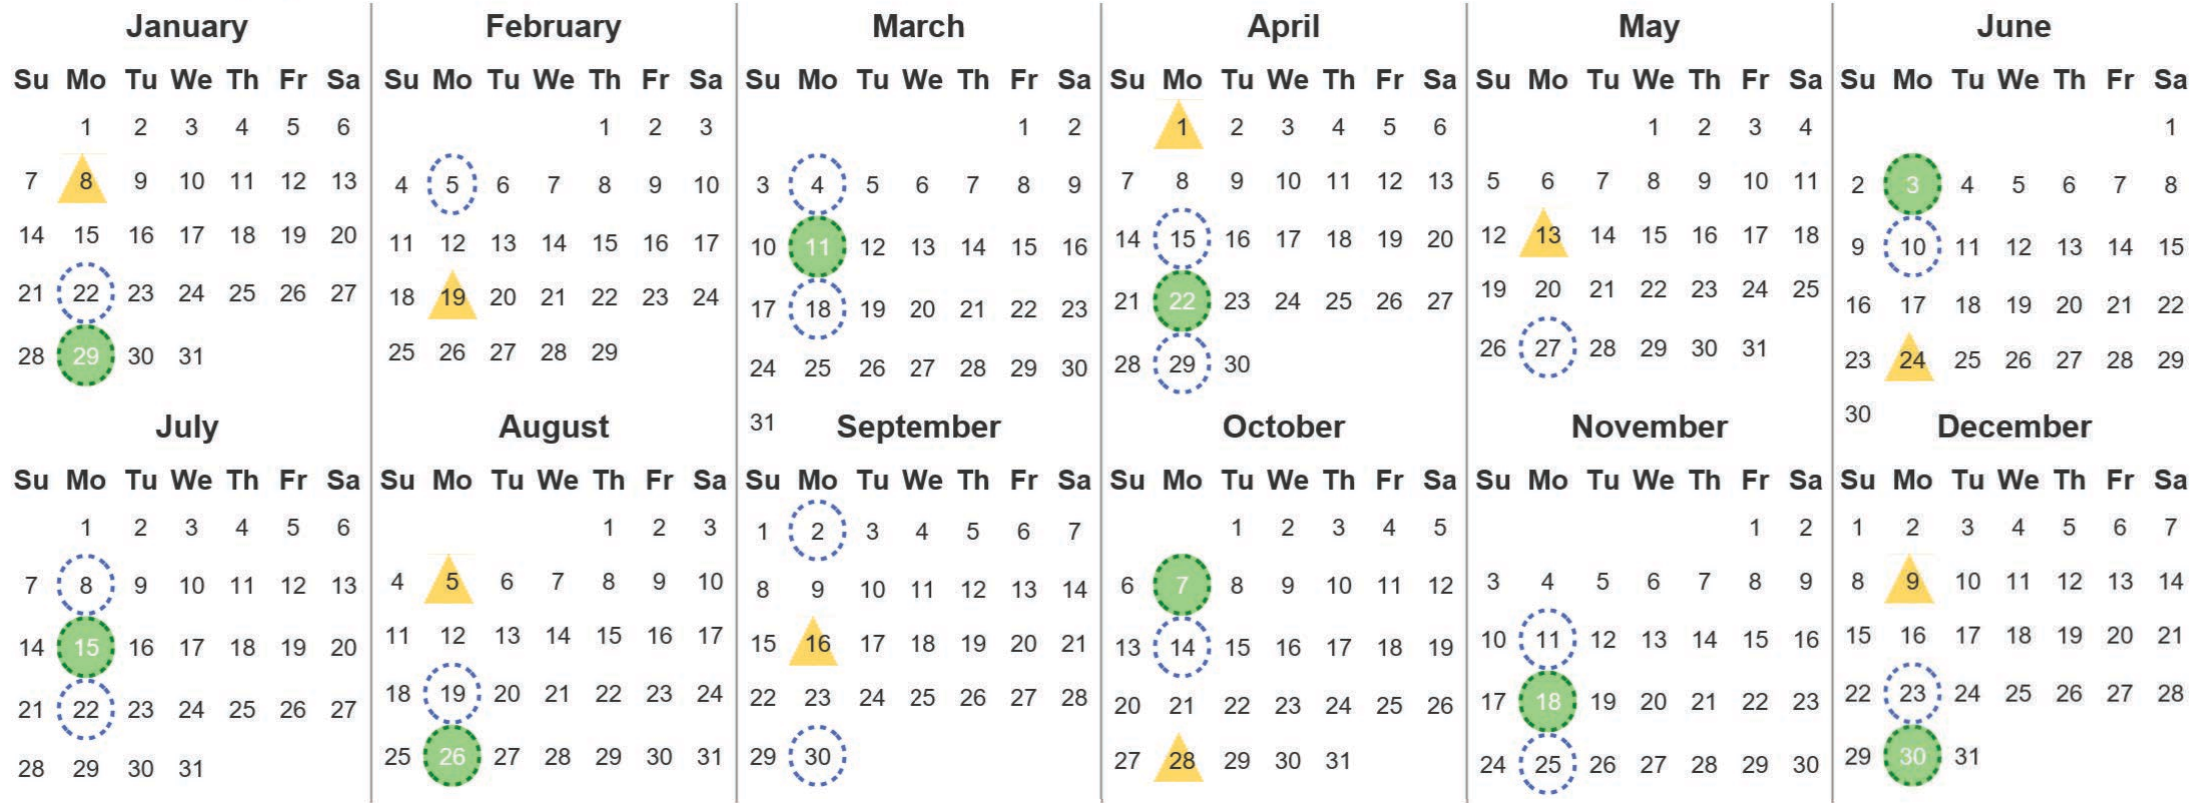 January February March April May June
Su Mo Tu We Th Fr Sa Su Mo Tu We Th Fr Sa Su Mo Tu We Th Fr Sa Su Mo Tu We Th Fr Sa Su Mo Tu We Th Fr Sa Su Mo Tu We Th Fr Sa
1 2 3 4 5 6 1 2 3 1 2 1 2 3 4 5 6 1 2 3 4 1
7 8 9 10 11 12 13 4 5 6 7 8 9 10 3 4 5 6 7 8 9 7 8 9 10 11 12 13 5 6 7 8 9 10 11 2 3 4 5 6 7 8
14 15 16 17 18 19 20 11 12 13 14 15 16 17 10 11 12 13 14 15 16 14 15 16 17 18 19 20 12 13 14 15 16 17 18 9 10 11 12 13 14 15
21 22 23 24 25 26 27 18 19 20 21 22 23 24 17 18 19 20 21 22 23 21 22 23 24 25 26 27 19 20 21 22 23 24 25 16 17 18 19 20 21 22
28 29 30 31 25 26 27 28 29 24 25 26 27 28 29 30 28 29 30 26 27 28 29 30 31 23 24 25 26 27 28 29
31 30
July August September October November December
Su Mo Tu We Th Fr Sa Su Mo Tu We Th Fr Sa Su Mo Tu We Th Fr Sa Su Mo Tu We Th Fr Sa Su Mo Tu We Th Fr Sa Su Mo Tu We Th Fr Sa
1 2 3 4 5 6 1 2 3 1 2 3 4 5 6 7 1 2 3 4 5 1 2 1 2 3 4 5 6 7
7 8 9 10 11 12 13 4 5 6 7 8 9 10 8 9 10 11 12 13 14 6 7 8 9 10 11 12 3 4 5 6 7 8 9 8 9 10 11 12 13 14
14 15 16 17 18 19 20 11 12 13 14 15 16 17 15 16 17 18 19 20 21 13 14 15 16 17 18 19 10 11 12 13 14 15 16 15 16 17 18 19 20 21
21 22 23 24 25 26 27 18 19 20 21 22 23 24 22 23 24 25 26 27 28 20 21 22 23 24 25 26 17 18 19 20 21 22 23 22 23 24 25 26 27 28
28 29 30 31 25 26 27 28 29 30 31 29 30 27 28 29 30 31 24 25 26 27 28 29 30 29 30 31